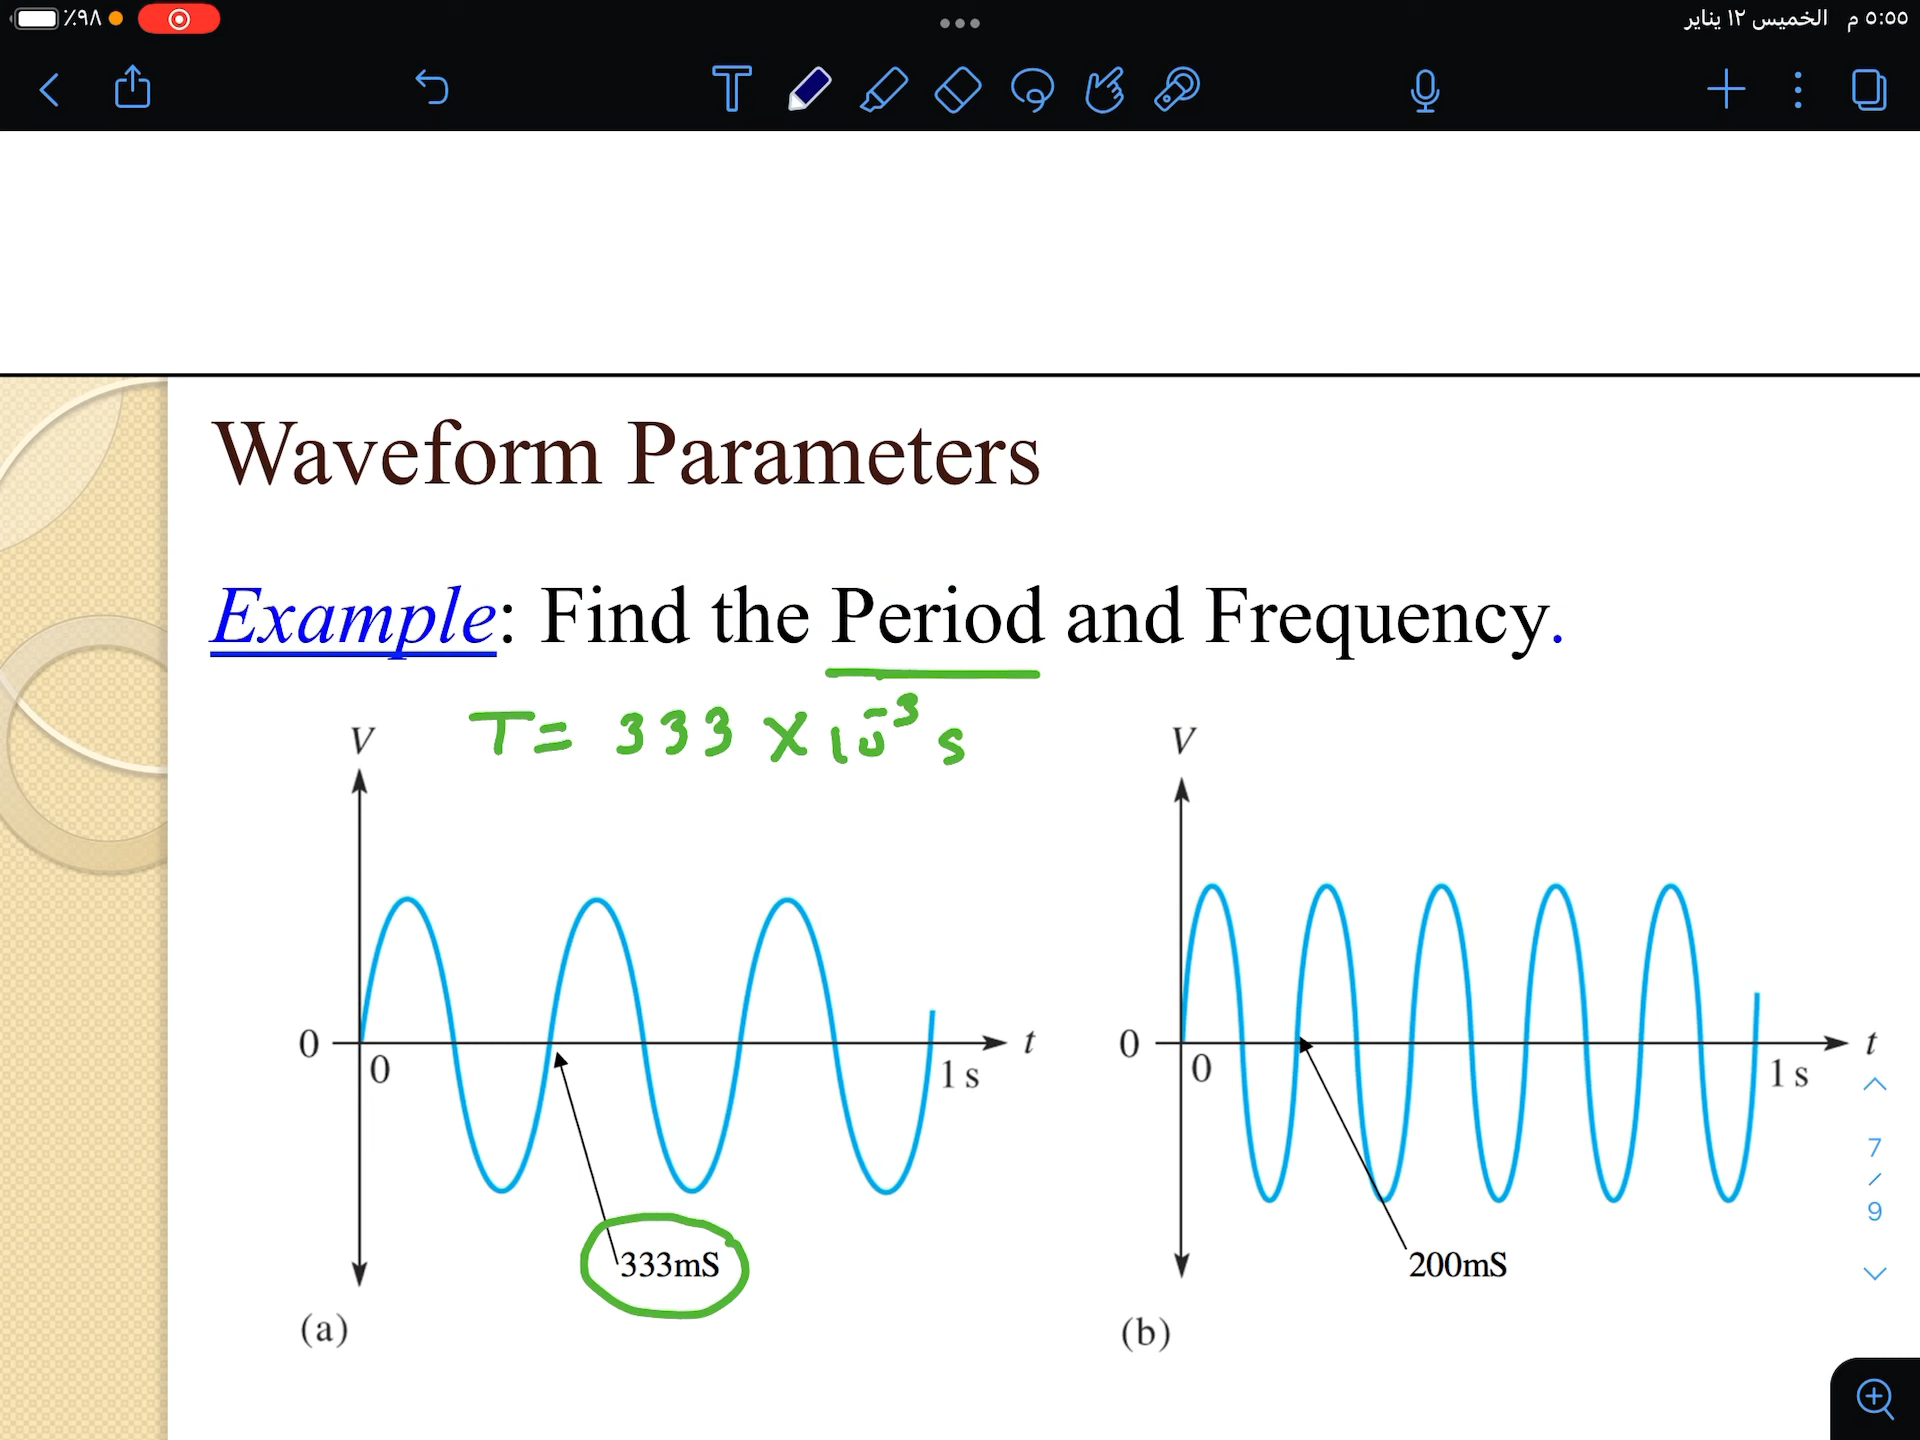 ٪٩٨
٥:٥٥ م الخميس ١٢ يناير
T
Waveform Parameters
Example: Find the Period and Frequency.
T = 333 × 10⁻³ s
V
0
0
1 s
t
333mS
(a)
V
0
0
1 s
t
200mS
(b)
7
/
9